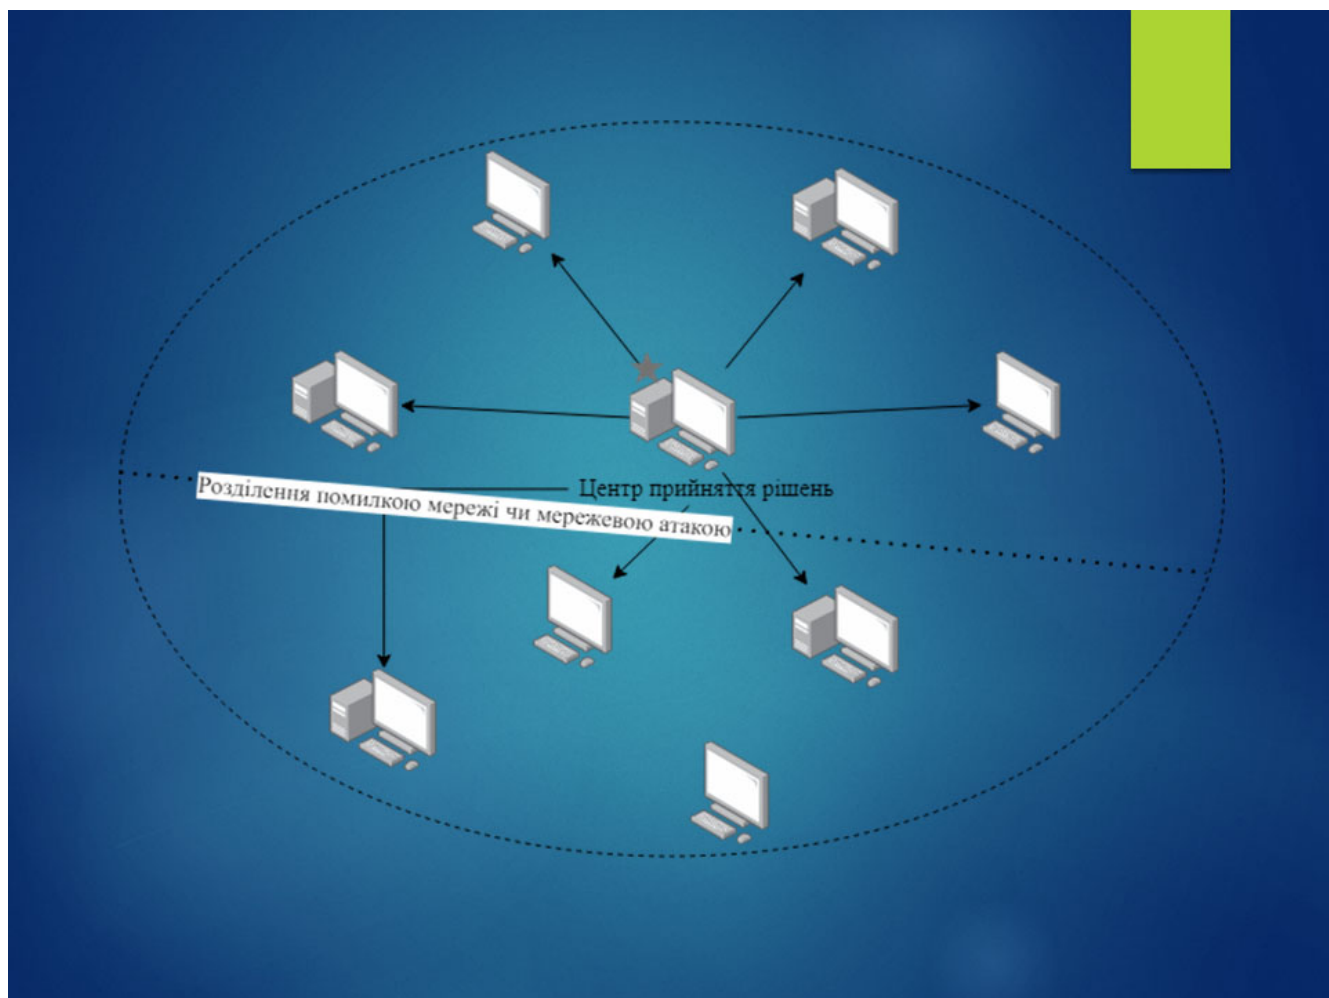 Центр прийняття рішень
Розділення помилкою мережі чи мережевою атакою